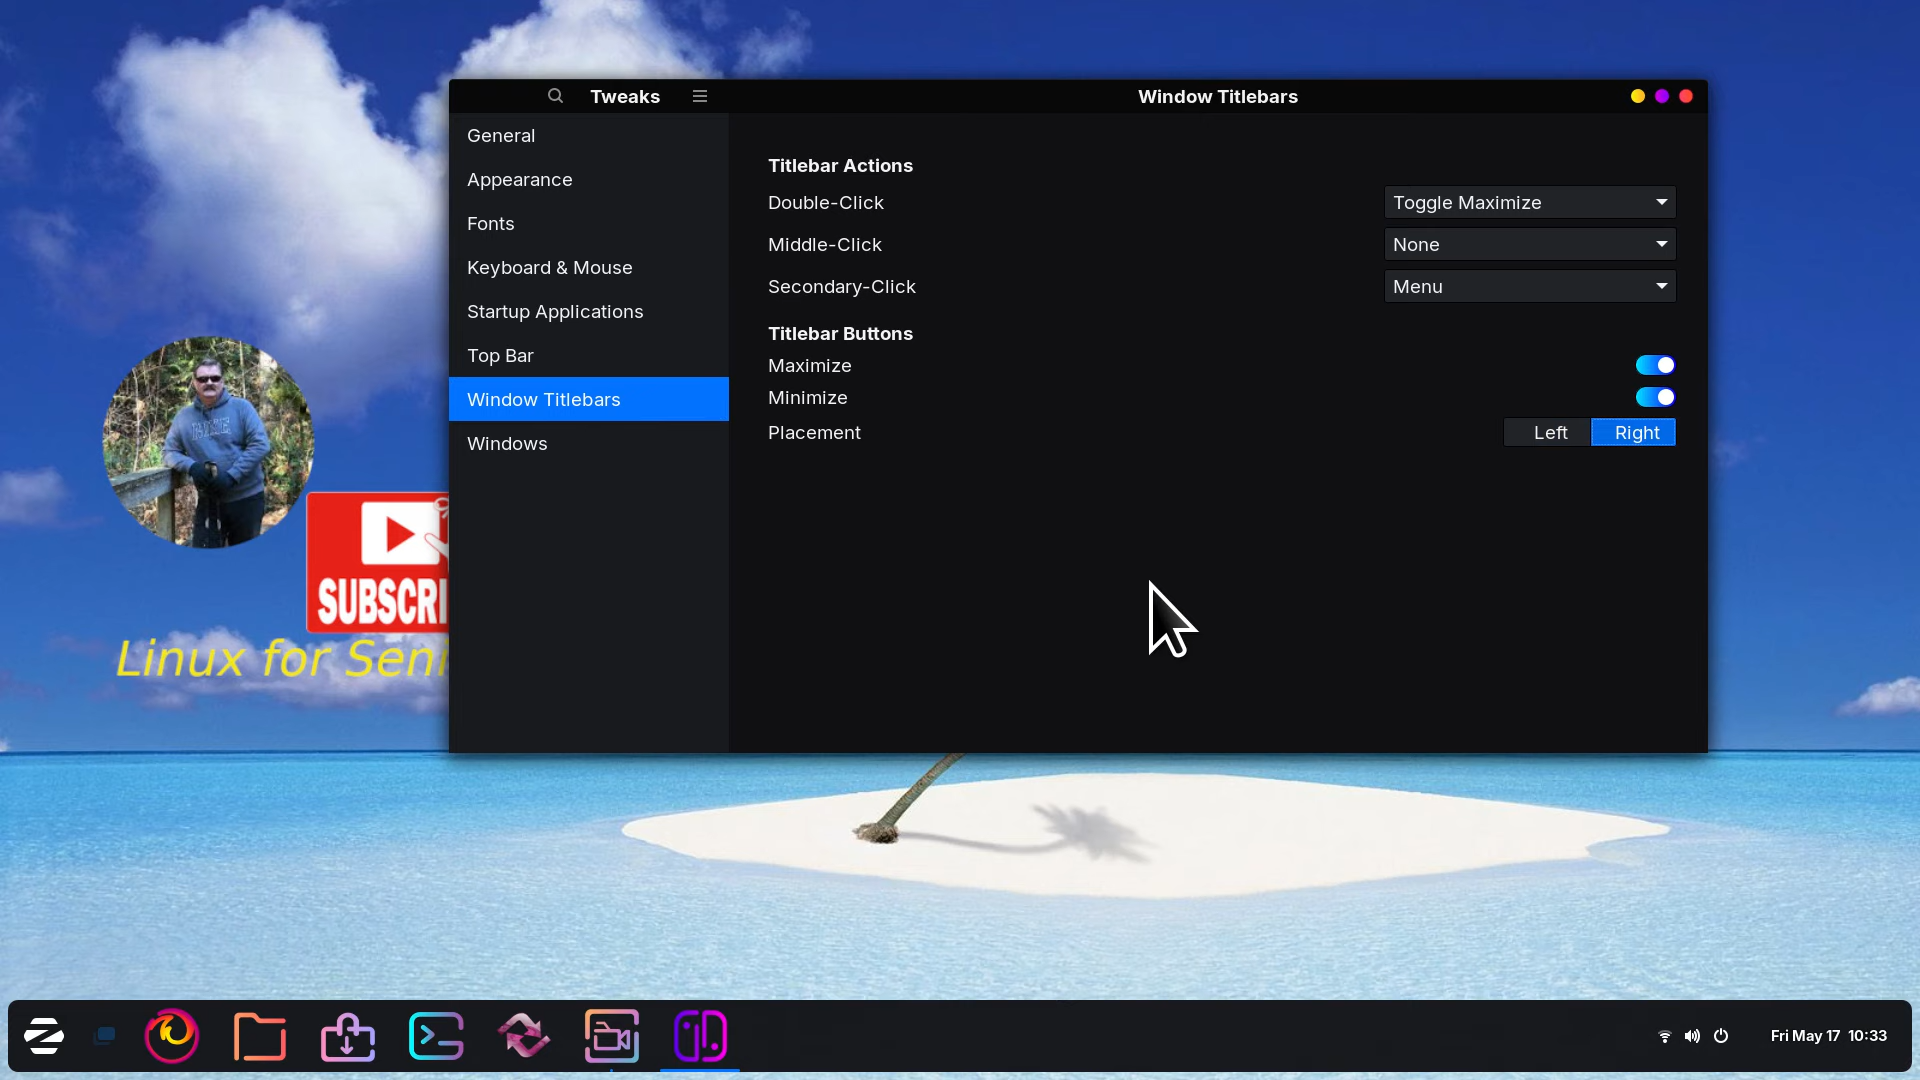 Tweaks
Window Titlebars
General
Appearance
Fonts
Keyboard & Mouse
Startup Applications
Top Bar
Window Titlebars
Windows
Titlebar Actions
Double-Click
Toggle Maximize
Middle-Click
None
Secondary-Click
Menu
Titlebar Buttons
Maximize
Minimize
Placement
Left
Right
SUBSCRI
Linux for Seni
Fri May 17 10:33